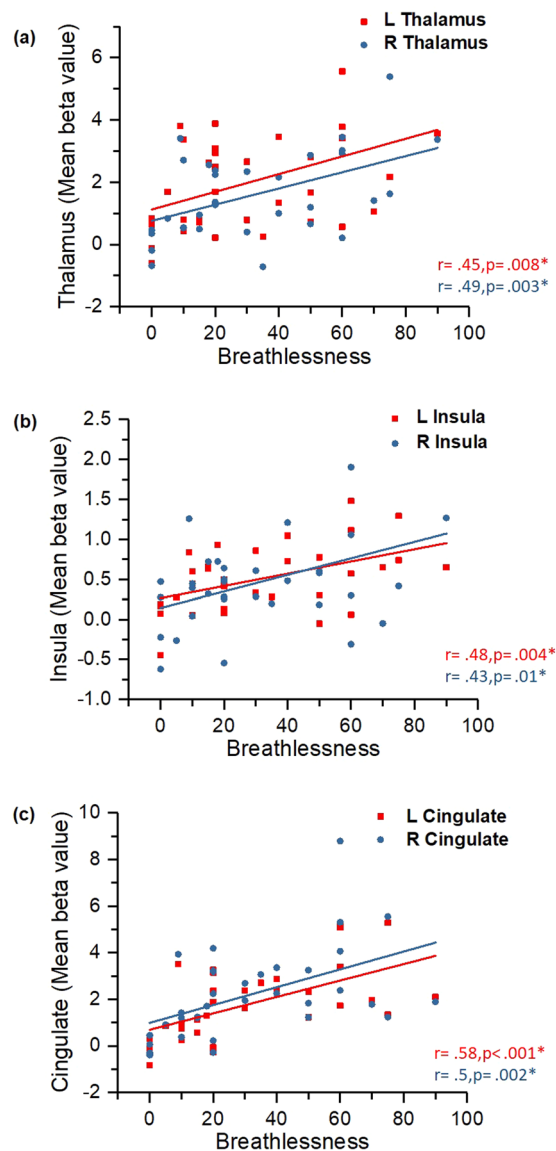 (a)
L Thalamus
R Thalamus
Thalamus (Mean beta value)
6
4
2
0
-2
0 20 40 60 80 100
r= .45,p= .008*
r= .49,p= .003*
Breathlessness
(b)
L Insula
R Insula
Insula (Mean beta value)
2.5
2.0
1.5
1.0
0.5
0.0
-0.5
-1.0
0 20 40 60 80 100
r= .48,p= .004*
r= .43,p= .01*
Breathlessness
(c)
L Cingulate
R Cingulate
Cingulate (Mean beta value)
10
8
6
4
2
0
-2
0 20 40 60 80 100
r= .58,p<.001*
r= .5,p= .002*
Breathlessness